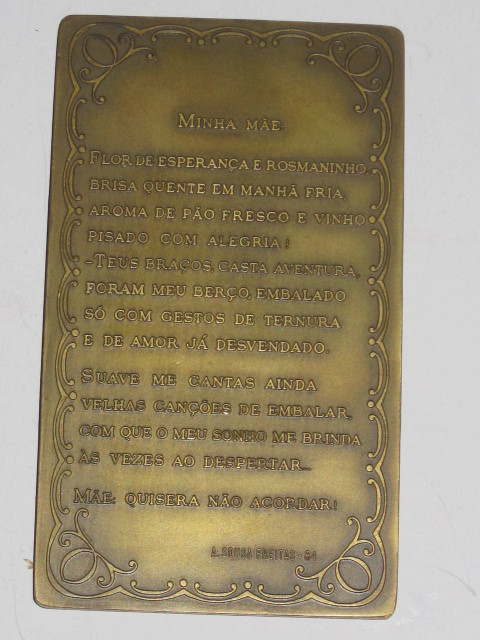 MINHA MÃE:
FLOR DE ESPERANÇA E ROSMANINHO,
BRISA QUENTE EM MANHÃ FRIA,
AROMA DE PÃO FRESCO E VINHO
PISADO COM ALEGRIA!
-TEUS BRAÇOS, CASTA AVENTURA,
FORAM MEU BERÇO, EMBALADO
SÓ COM GESTOS DE TERNURA
E DE AMOR JÁ DESVENDADO.
SUAVE ME CANTAS AINDA
VELHAS CANÇÕES DE EMBALAR,
COM QUE O MEU SONHO ME BRINDA
ÀS VEZES AO DESPERTAR...
MÃE: QUISERA NÃO ACORDAR!
A. SOUSA FREITAS - 84